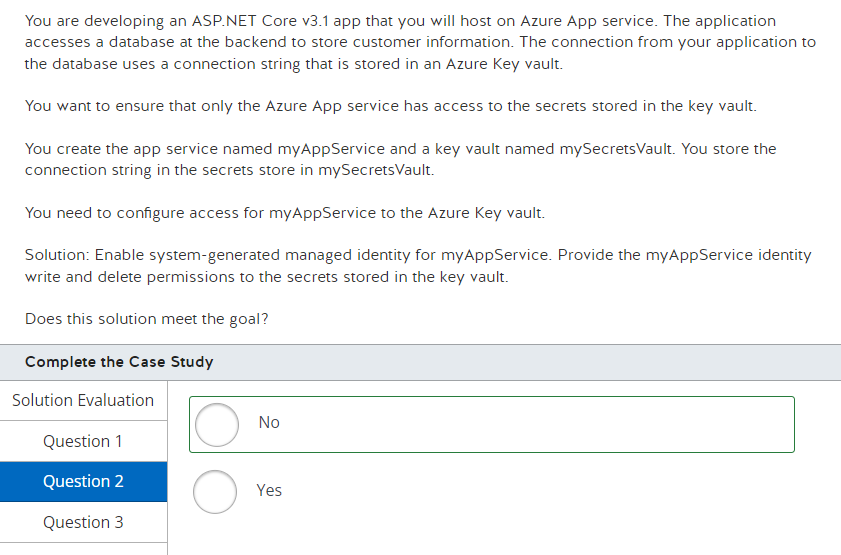 You are developing an ASP.NET Core v3.1 app that you will host on Azure App service. The application
accesses a database at the backend to store customer information. The connection from your application to
the database uses a connection string that is stored in an Azure Key vault.
You want to ensure that only the Azure App service has access to the secrets stored in the key vault.
You create the app service named myAppService and a key vault named mySecretsVault. You store the
connection string in the secrets store in mySecretsVault.
You need to configure access for myAppService to the Azure Key vault.
Solution: Enable system-generated managed identity for myAppService. Provide the myAppService identity
write and delete permissions to the secrets stored in the key vault.
Does this solution meet the goal?
Complete the Case Study
Solution Evaluation
Question 1
Question 2
Question 3
No
Yes